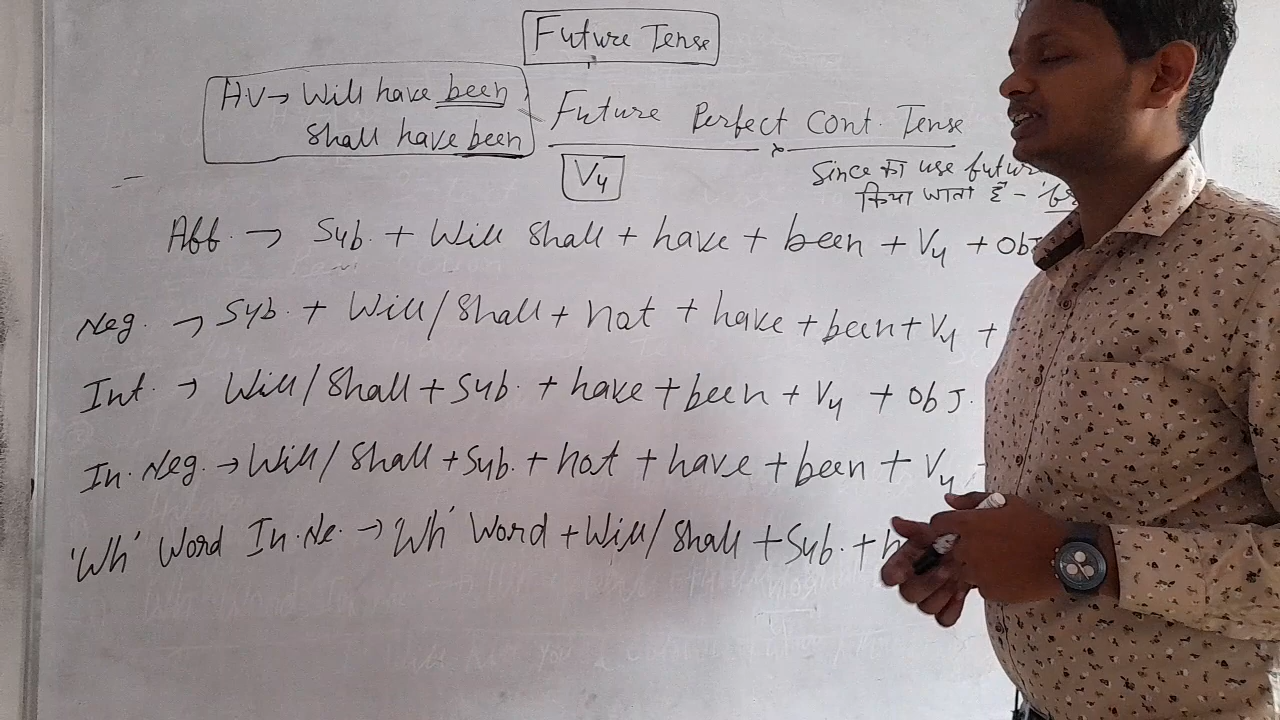 Future Tense
HV → Will have been,
Shall have been
Future Perfect Cont. Tense
V4
Since का use
किया जाता है -
Aff. → Sub. + Will Shall + have + been + V4 + Obj
Neg. → Sub. + Will/Shall + not + have + been + V4 +
Int. → Will/Shall + Sub. + have + been + V4 + Obj.
In. Neg. → Will/Shall + Sub. + not + have + been + V4
'Wh' Word In. Ne. → Wh' Word + Will/Shall + Sub. +